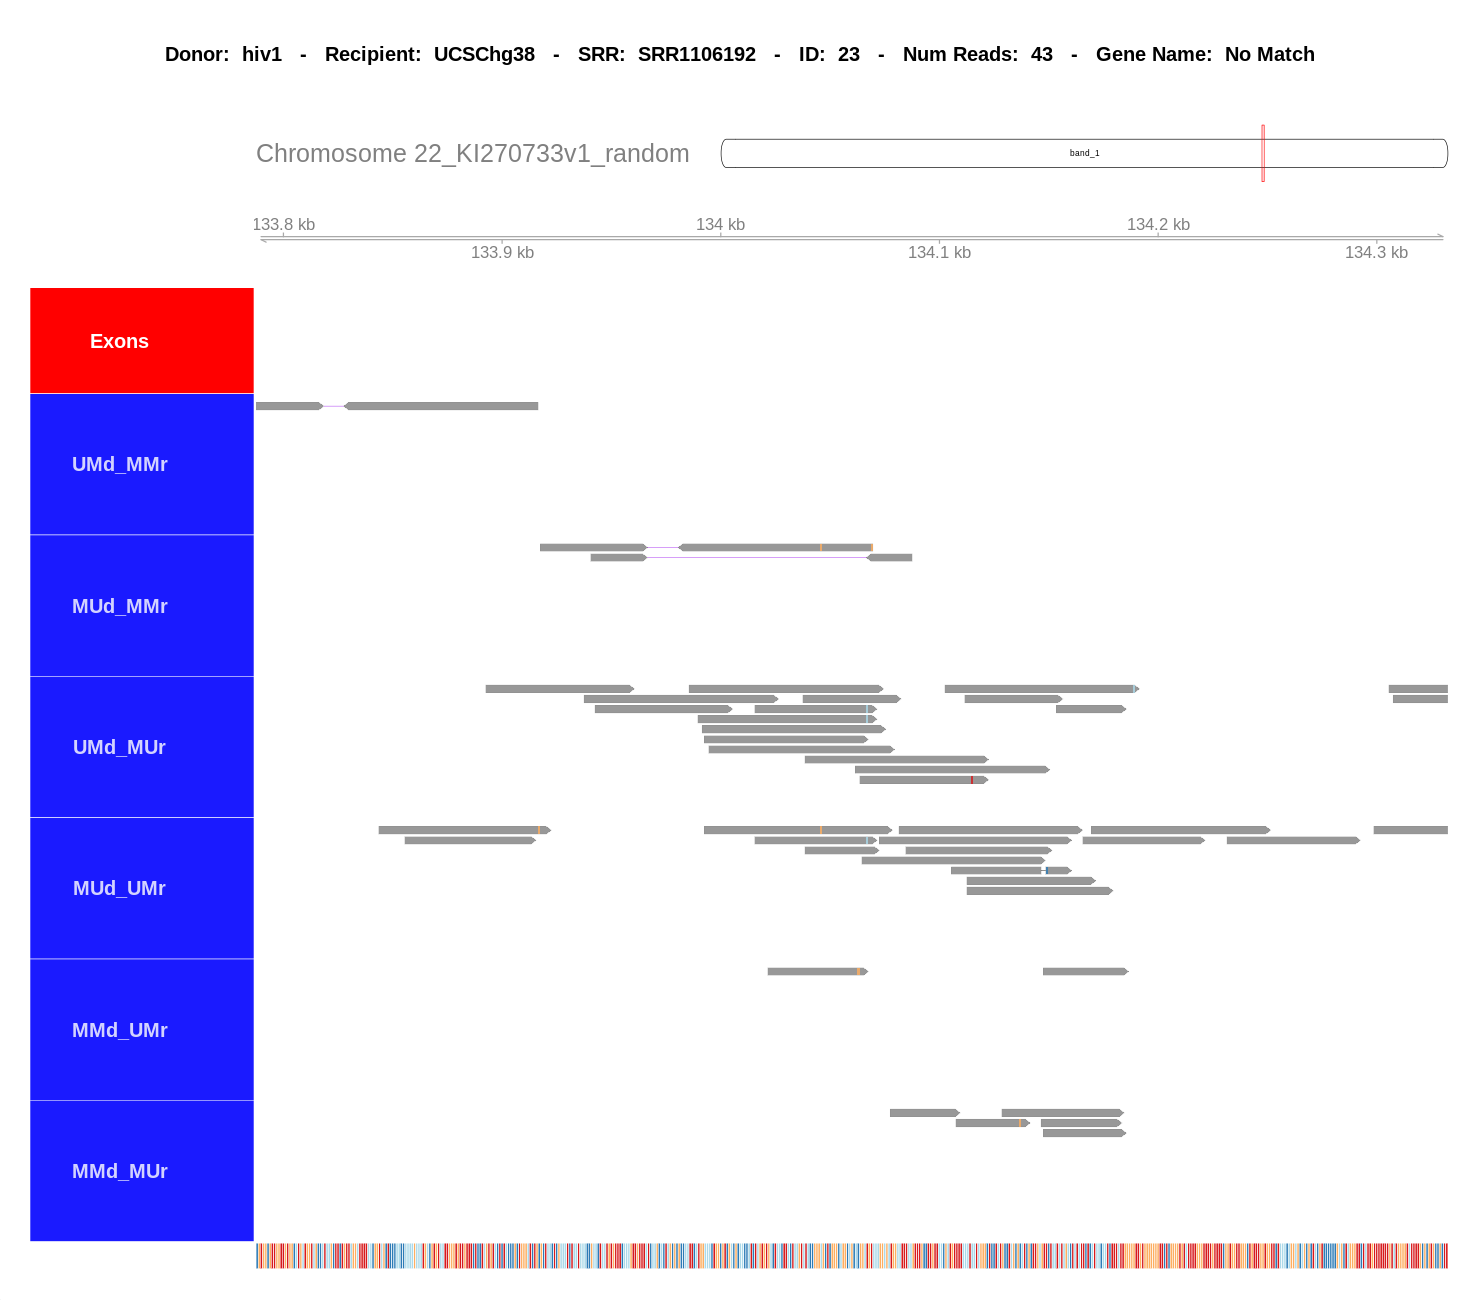 Donor: hiv1 - Recipient: UCSChg38 - SRR: SRR1106192 - ID: 23 - Num Reads: 43 - Gene Name: No Match
Chromosome 22_KI270733v1_random
band_1
133.8 kb 134 kb 134.2 kb
133.9 kb 134.1 kb 134.3 kb
Exons
UMd_MMr
MUd_MMr
UMd_MUr
MUd_UMr
MMd_UMr
MMd_MUr